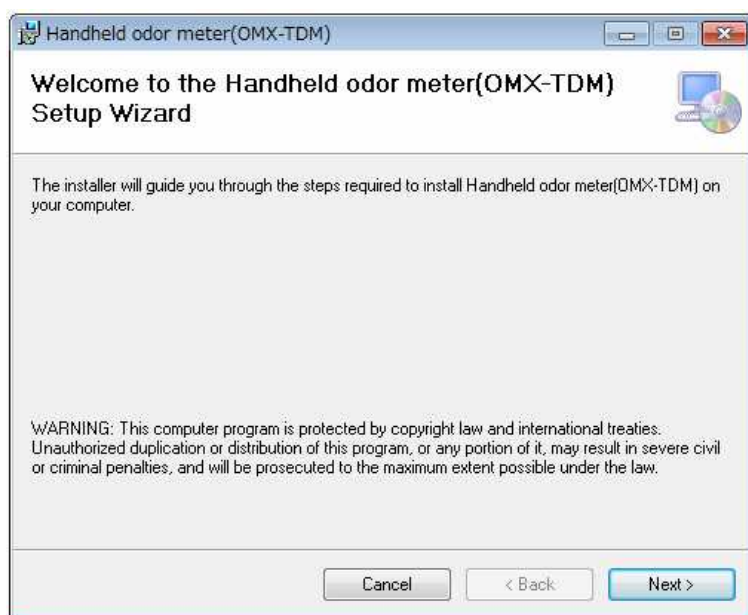 Handheld odor meter(OMX-TDM)
Welcome to the Handheld odor meter(OMX-TDM)
Setup Wizard
The installer will guide you through the steps required to install Handheld odor meter(OMX-TDM) on
your computer.
WARNING: This computer program is protected by copyright law and international treaties.
Unauthorized duplication or distribution of this program, or any portion of it, may result in severe civil
or criminal penalties, and will be prosecuted to the maximum extent possible under the law.
Cancel < Back Next >